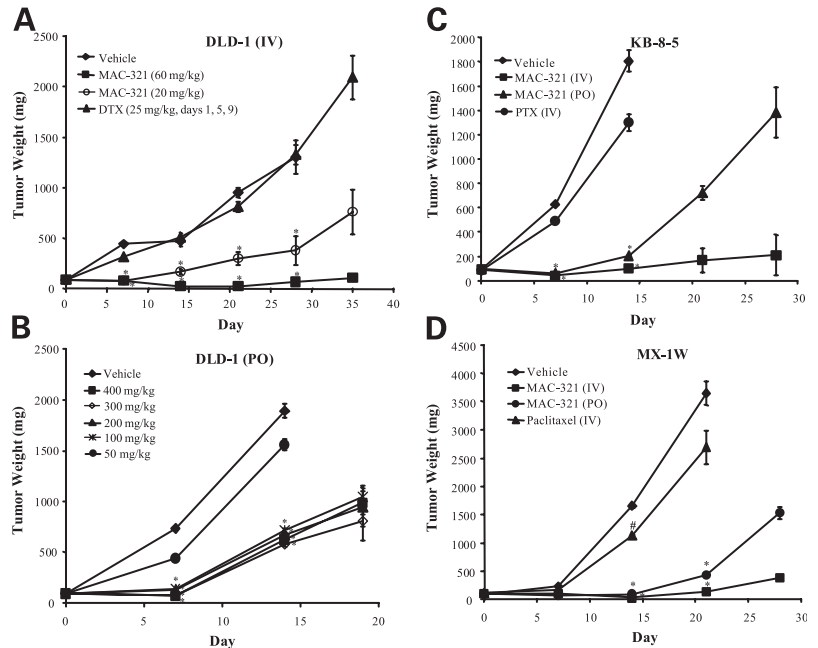 A
DLD-1 (IV)
Tumor Weight (mg)
2500
2000
1500
1000
500
0
Vehicle
MAC-321 (60 mg/kg)
MAC-321 (20 mg/kg)
DTX (25 mg/kg, days 1, 5, 9)
*
*
*
*
*
*
*
*
0 5 10 15 20 25 30 35 40
Day
B
DLD-1 (PO)
Tumor Weight (mg)
2500
2000
1500
1000
500
0
Vehicle
400 mg/kg
300 mg/kg
200 mg/kg
100 mg/kg
50 mg/kg
*
*
*
*
*
0 5 10 15 20
Day
C
KB-8-5
Tumor Weight (mg)
2000
1800
1600
1400
1200
1000
800
600
400
200
0
Vehicle
MAC-321 (IV)
MAC-321 (PO)
PTX (IV)
*
*
*
*
0 5 10 15 20 25 30
Day
D
MX-1W
Tumor Weight (mg)
4500
4000
3500
3000
2500
2000
1500
1000
500
0
Vehicle
MAC-321 (IV)
MAC-321 (PO)
Paclitaxel (IV)
#
*
*
*
0 5 10 15 20 25 30
Day